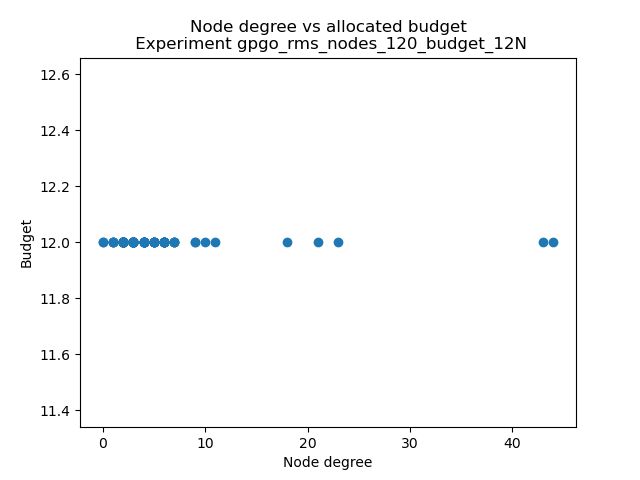 Node degree vs allocated budget
Experiment gpgo_rms_nodes_120_budget_12N
12.6
12.4
12.2
12.0
11.8
11.6
11.4
Budget
0 10 20 30 40
Node degree